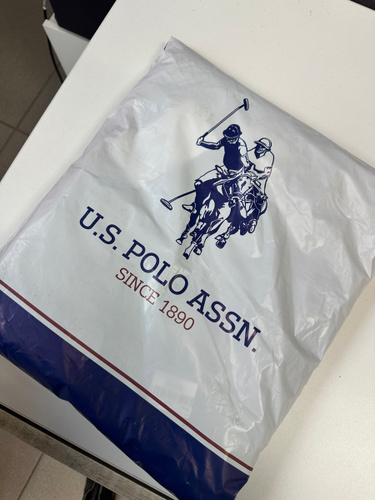 U.S. POLO ASSN.
SINCE 1890